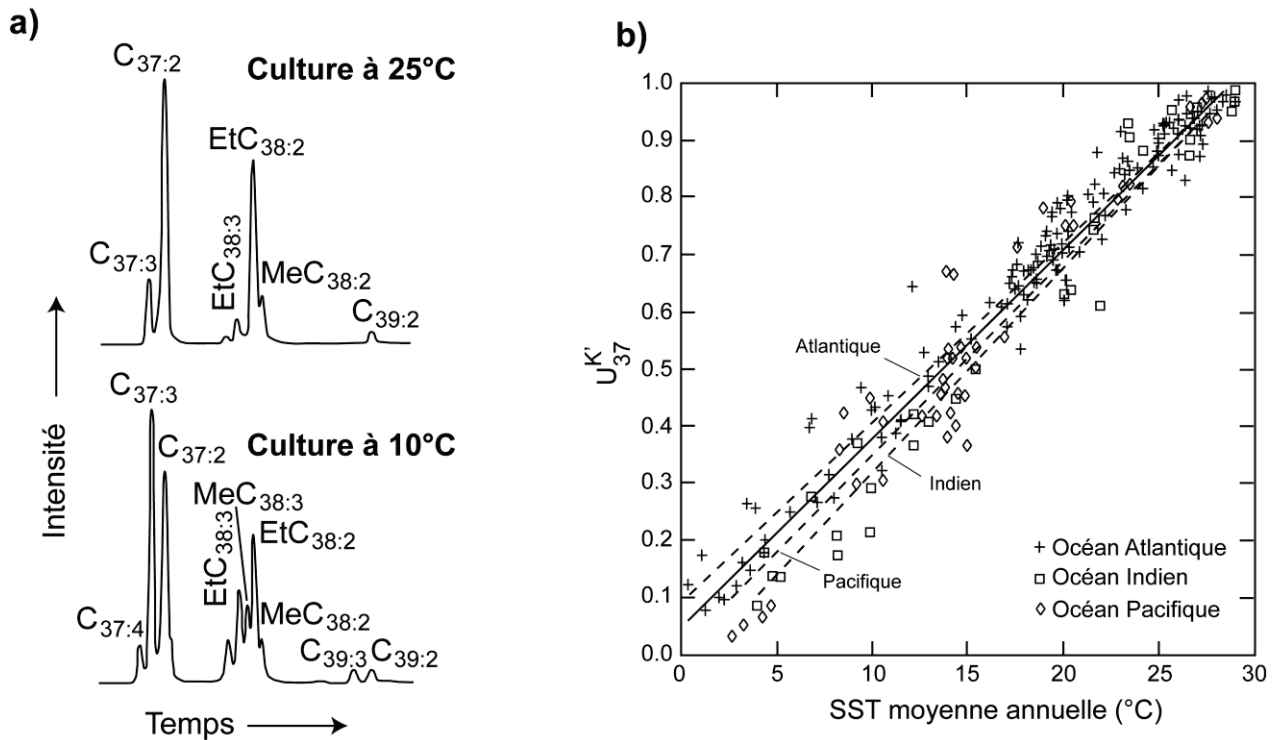 a)
C37:2
Culture à 25°C
EtC38:2
C37:3
EtC38:3
MeC38:2
C39:2
Intensité
C37:3
Culture à 10°C
C37:2
MeC38:3
EtC38:3
EtC38:2
MeC38:2
C37:4
C39:3
C39:2
Temps
b)
1.0
0.9
0.8
0.7
0.6
0.5
0.4
0.3
0.2
0.1
0.0
UK'37
Atlantique
Indien
Pacifique
Océan Atlantique
Océan Indien
Océan Pacifique
0 5 10 15 20 25 30
SST moyenne annuelle (°C)